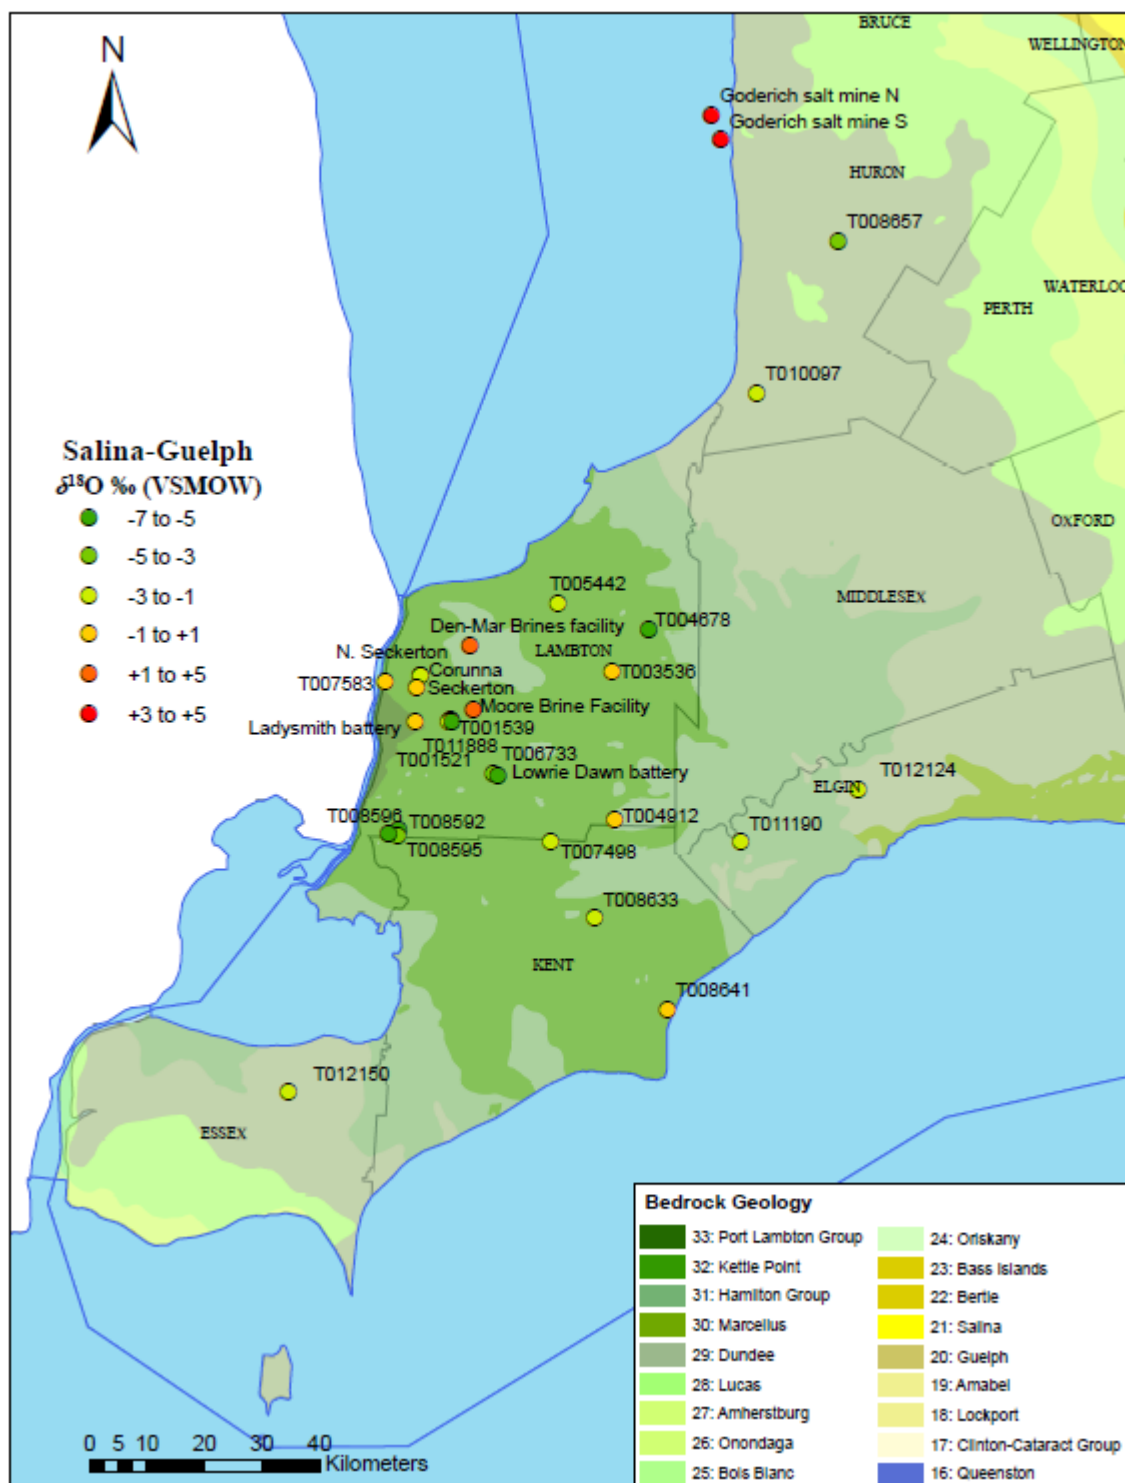 N
BRUCE
WELLINGTON
Goderich salt mine N
Goderich salt mine S
HURON
T008657
WATERLOO
PERTH
T010097
Salina-Guelph
δ¹⁸O ‰ (VSMOW)
-7 to -5
-5 to -3
-3 to -1
-1 to +1
+1 to +5
+3 to +5
OXFORD
T005442
MIDDLESEX
Den-Mar Brines facility
T004678
N. Seckerton
LAMBTON
Corunna
T003536
T007583
Seckerton
Moore Brine Facility
Ladysmith battery
T001539
T011888
T001521
T006733
Lowrie Dawn battery
T012124
ELGIN
T008596
T008592
T004912
T011190
T008595
T007498
T008633
KENT
T008641
T012150
ESSEX
0 5 10 20 30 40
Kilometers
Bedrock Geology
33: Port Lambton Group
32: Kettle Point
31: Hamilton Group
30: Marcellus
29: Dundee
28: Lucas
27: Amherstburg
26: Onondaga
25: Bois Blanc
24: Oriskany
23: Bass Islands
22: Bertie
21: Salina
20: Guelph
19: Amabel
18: Lockport
17: Clinton-Cataract Group
16: Queenston